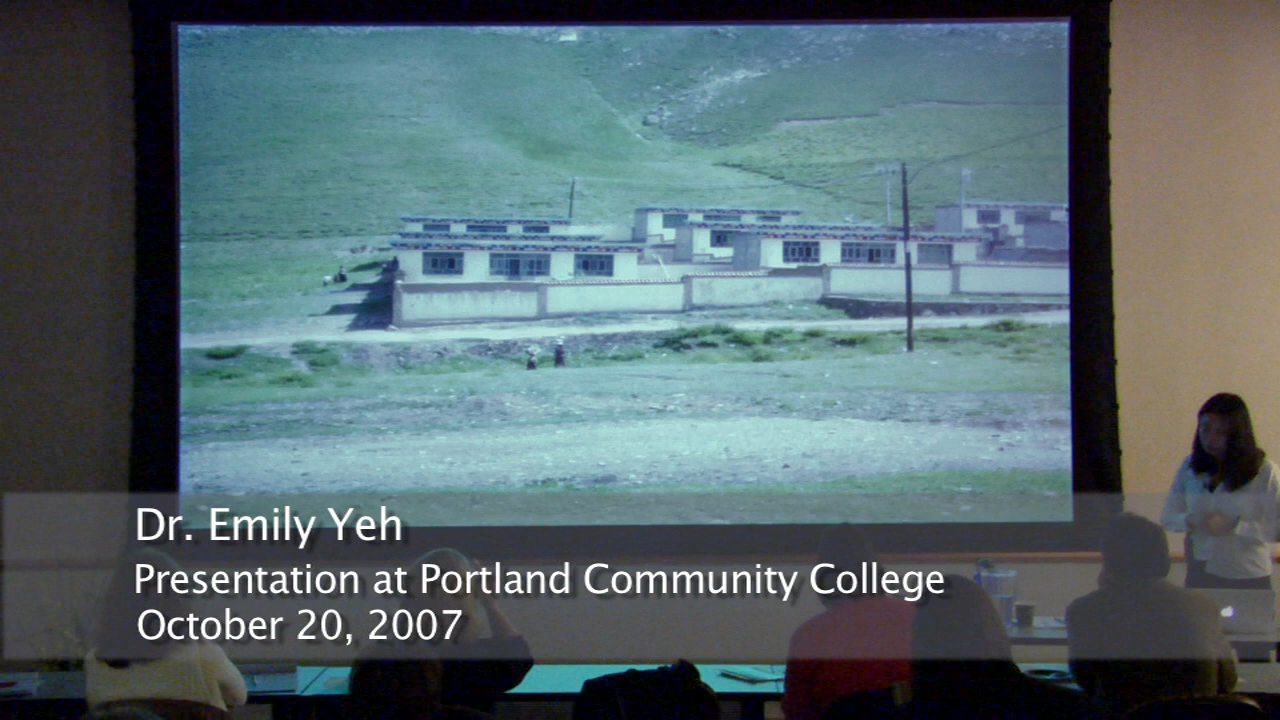 Dr. Emily Yeh
Presentation at Portland Community College
October 20, 2007